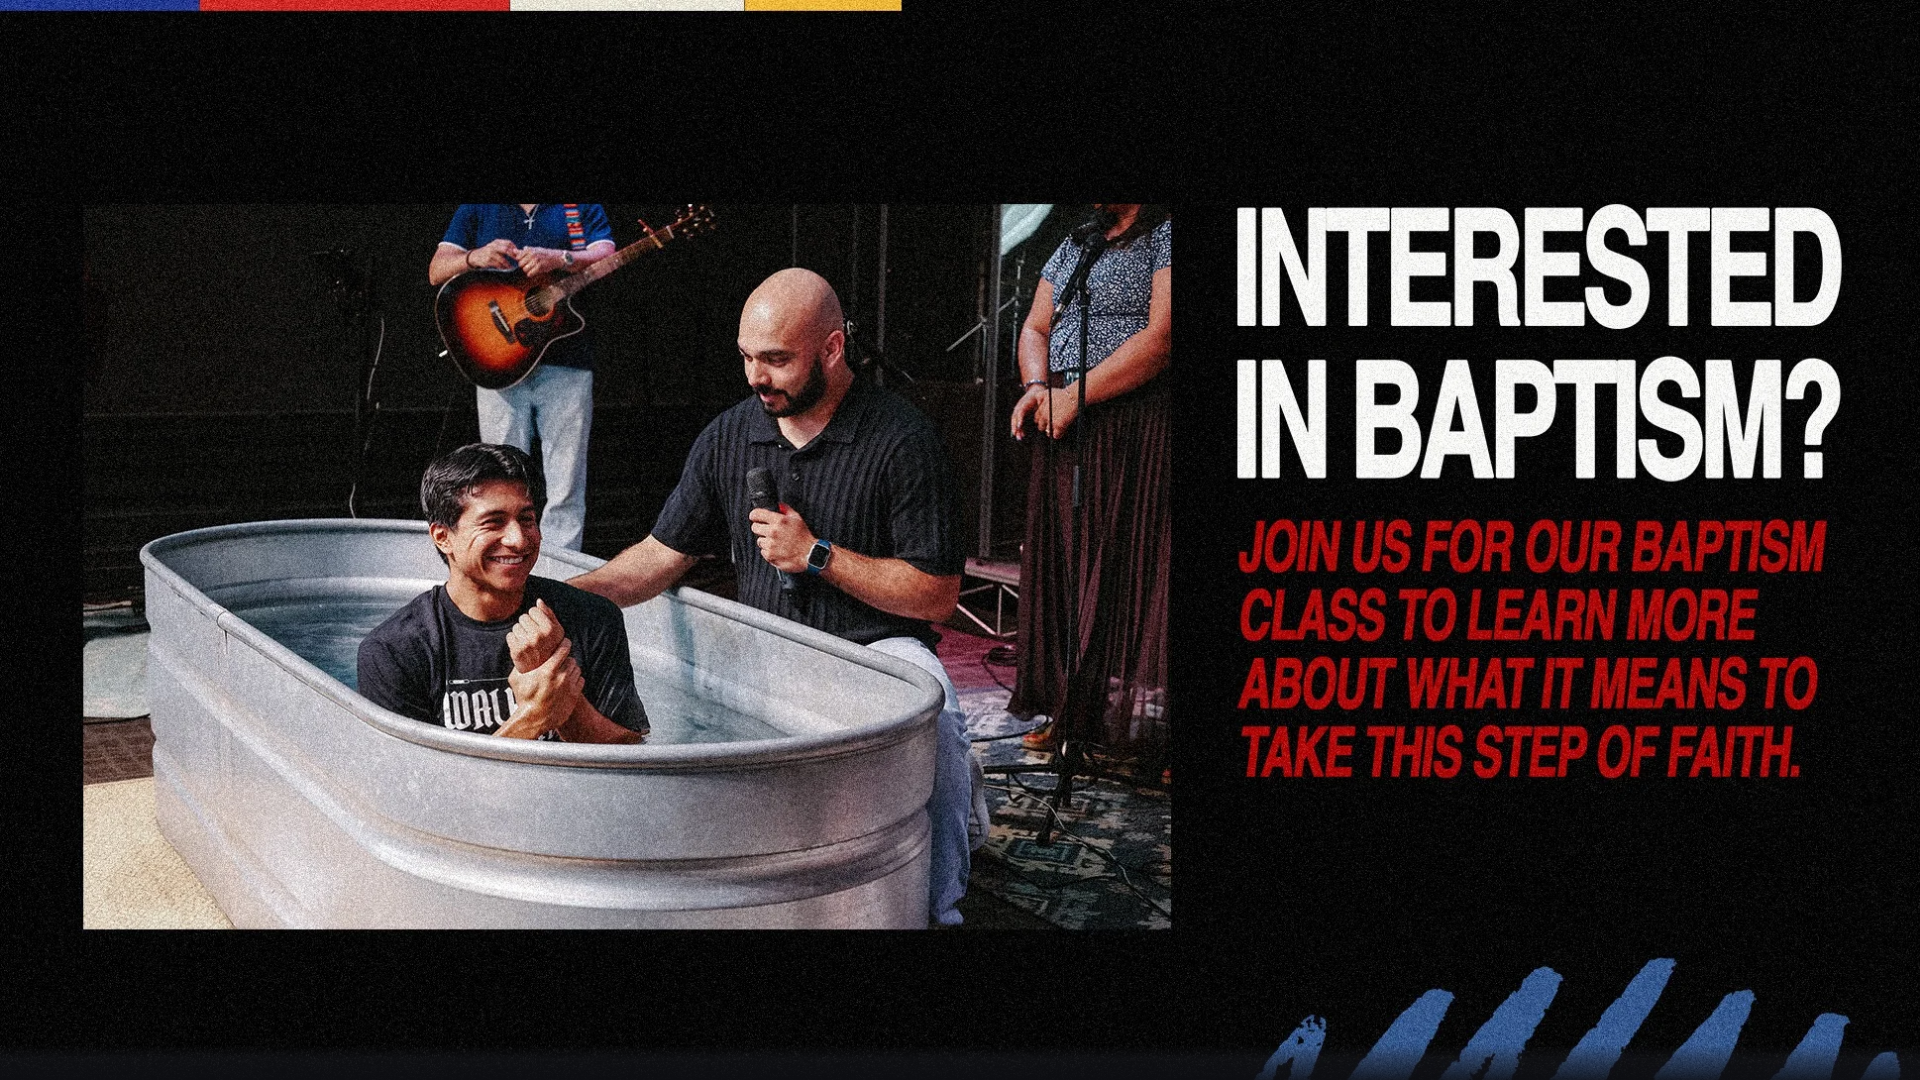 INTERESTED
IN BAPTISM?
JOIN US FOR OUR BAPTISM
CLASS TO LEARN MORE
ABOUT WHAT IT MEANS TO
TAKE THIS STEP OF FAITH.